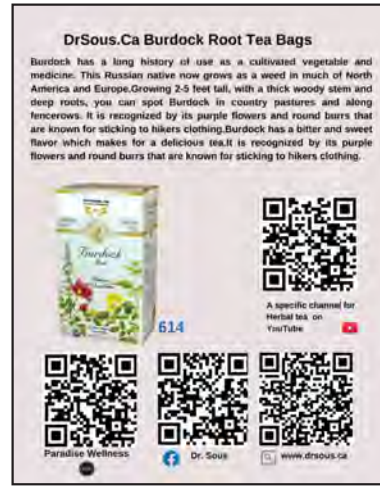 DrSous.Ca Burdock Root Tea Bags
Burdock has a long history of use as a cultivated vegetable and
medicine. This Russian native now grows as a weed in much of North
America and Europe.Growing 2-5 feet tall, with a thick woody stem and
deep roots, you can spot Burdock in country pastures and along
fencerows. It is recognized by its purple flowers and round burrs that
are known for sticking to hikers clothing.Burdock has a bitter and sweet
flavor which makes for a delicious tea.It is recognized by its purple
flowers and round burrs that are known for sticking to hikers clothing.
Burdock
614
A specific channel for
Herbal tea on
YouTube
Paradise Wellness
Dr. Sous
www.drsous.ca